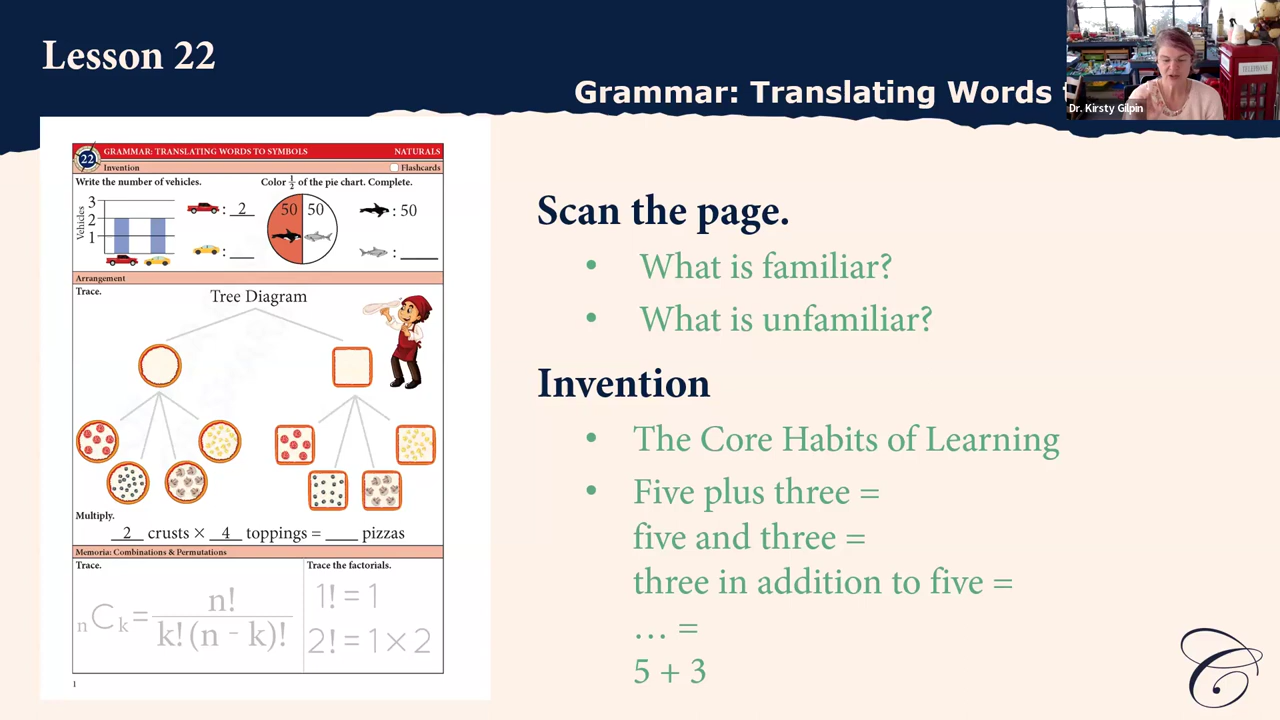 Lesson 22
Grammar: Translating Words
Dr. Kirsty Gilpin
TELEPHONE
22
GRAMMAR: TRANSLATING WORDS TO SYMBOLS NATURALS
Invention Flashcards
Write the number of vehicles. Color 1/2 of the pie chart. Complete.
Vehicles
3
2
1
: 2
: ___
50 50
: 50
: ____
Arrangement
Trace.
Tree Diagram
Multiply.
2 crusts × 4 toppings = ___ pizzas
Memoria: Combinations & Permutations
Trace. Trace the factorials.
nCk = n! / k!(n - k)!
1! = 1
2! = 1 × 2
1
Scan the page.
• What is familiar?
• What is unfamiliar?
Invention
• The Core Habits of Learning
• Five plus three =
five and three =
three in addition to five =
… =
5 + 3
C